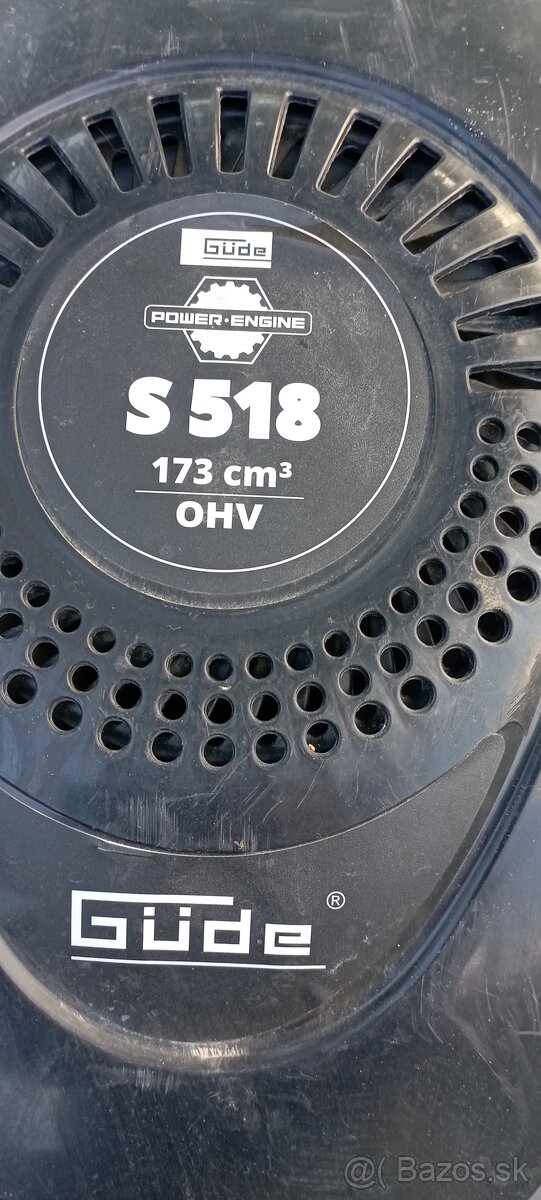 Güde
POWER·ENGINE
S 518
173 cm³
OHV
Güde ®
@( Bazos.sk